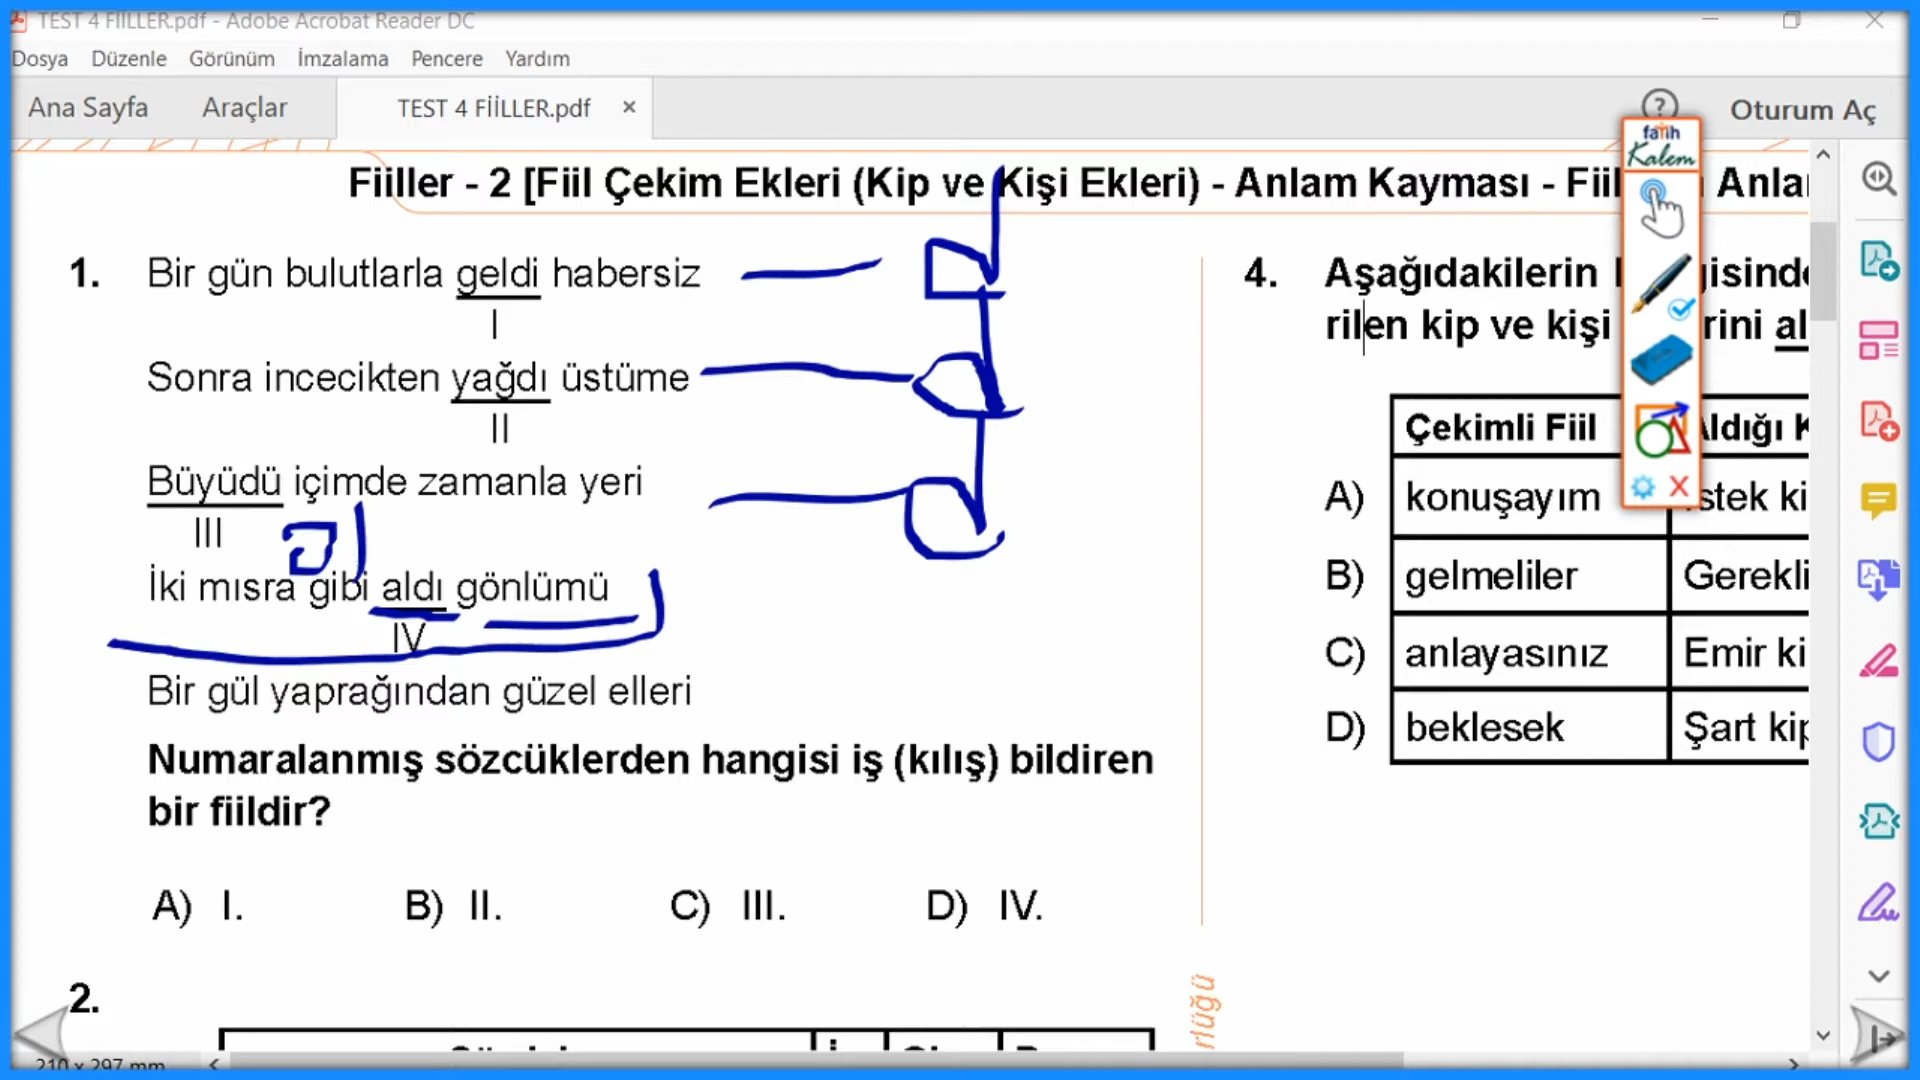 TEST 4 FİİLLER.pdf - Adobe Acrobat Reader DC
Dosya Düzenle Görünüm İmzalama Pencere Yardım
Ana Sayfa Araçlar TEST 4 FİİLLER.pdf × ? Oturum Aç
fatih
Kalem
Fiiller - 2 [Fiil Çekim Ekleri (Kip ve Kişi Ekleri) - Anlam Kayması - Fiil
1. Bir gün bulutlarla geldi habersiz
I
Sonra incecikten yağdı üstüme
II
Büyüdü içimde zamanla yeri
III
İki mısra gibi aldı gönlümü
IV
Bir gül yaprağından güzel elleri
Numaralanmış sözcüklerden hangisi iş (kılış) bildiren
bir fiildir?
A) I. B) II. C) III. D) IV.
2.
4. Aşağıdakilerin
rilen kip ve kişi
Çekimli Fiil
A) konuşayım
B) gelmeliler
C) anlayasınız Emir
D) beklesek Şart
210 x 297 mm